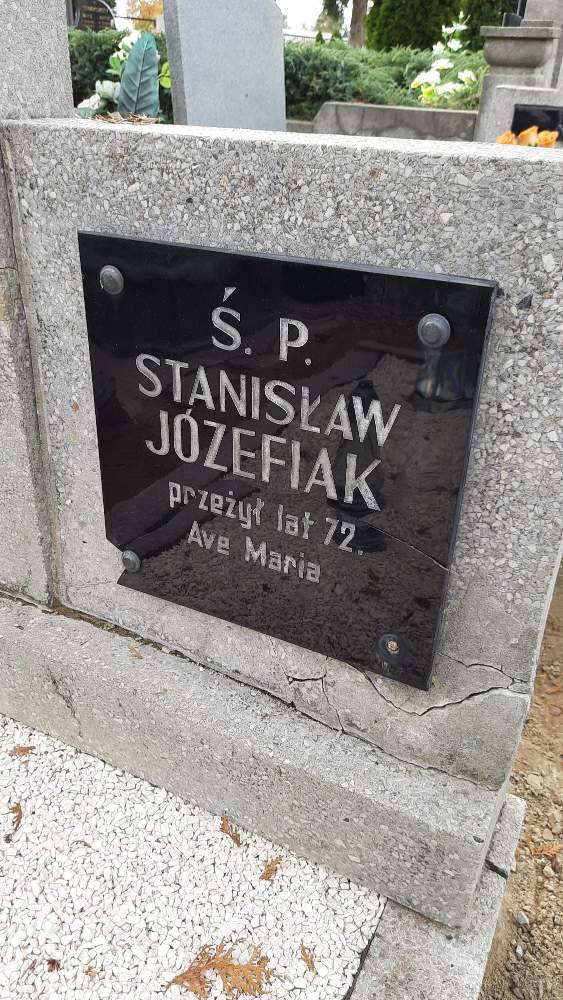 Ś. P.
STANISŁAW
JÓZEFIAK
przeżył lat 72.
Ave Maria